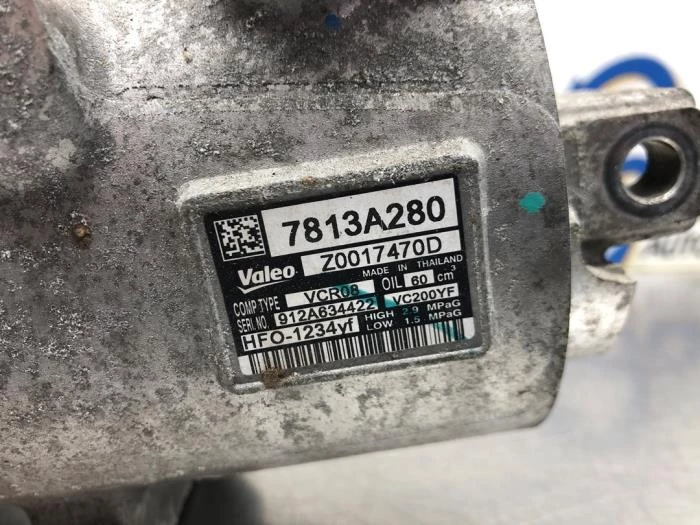 7813A280
Valeo Z0017470D
MADE IN THAILAND
COMP.TYPE VCR08 OIL 60 cm³
SERI.NO. 912A634422 VC200YF
HFO-1234yf HIGH 2.9 MPaG
LOW 1.5 MPaG